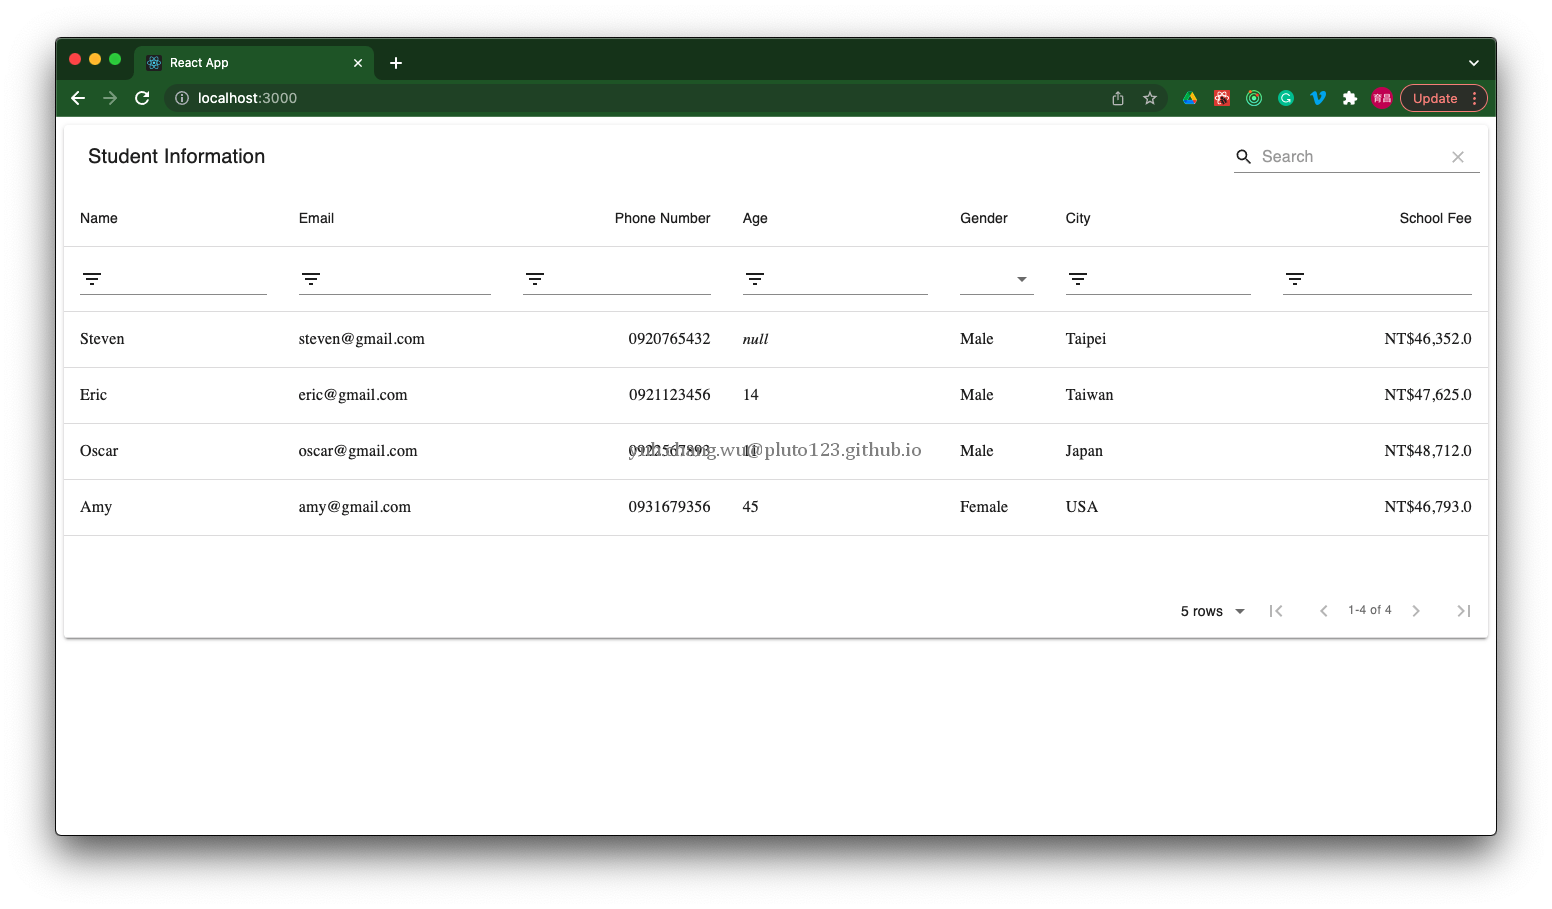 React App
localhost:3000
育昌
Update
Student Information
Search
Name Email Phone Number Age Gender City School Fee
Steven steven@gmail.com 0920765432 null Male Taipei NT$46,352.0
Eric eric@gmail.com 0921123456 14 Male Taiwan NT$47,625.0
Oscar oscar@gmail.com Male Japan NT$48,712.0
wu@pluto123.github.io
Amy amy@gmail.com 0931679356 45 Female USA NT$46,793.0
5 rows 1-4 of 4